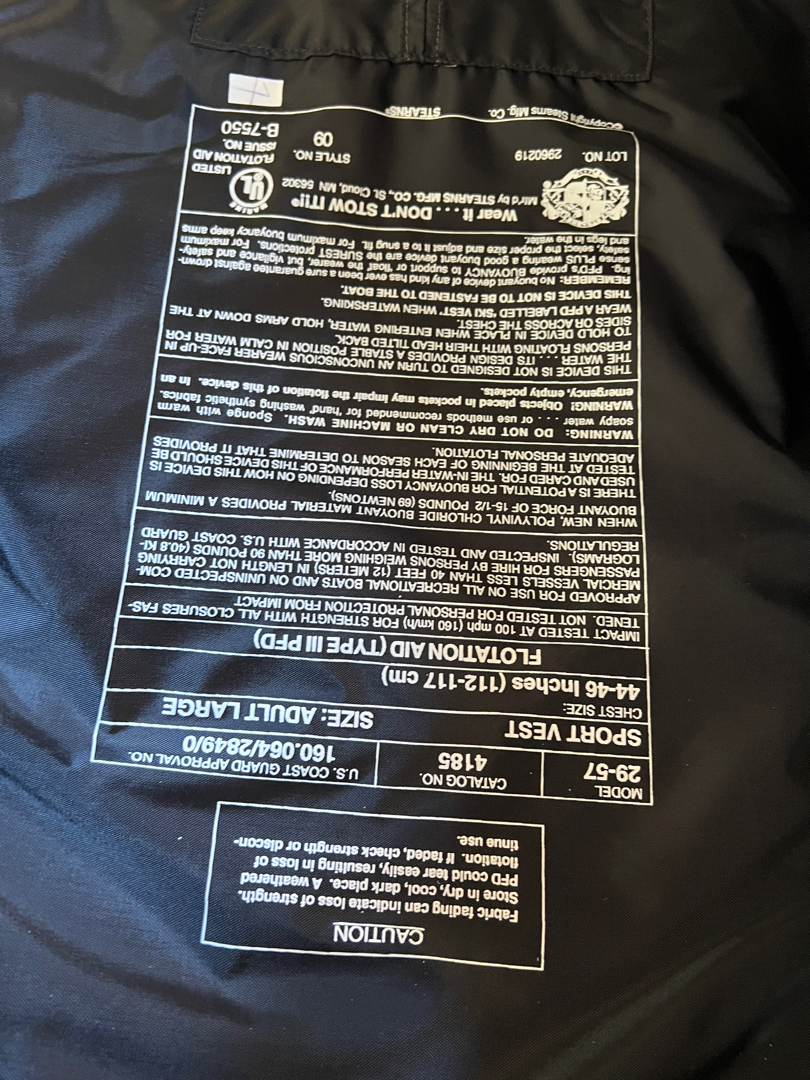 CAUTION
Fabric fading can indicate loss of strength.
Store in dry, cool, dark place. A weathered
PFD could tear easily, resulting in loss of
flotation. If faded, check strength or discon-
tinue use.
MODEL
29-57
CATALOG NO.
4185
U.S. COAST GUARD APPROVAL NO.
160.064/2849/0
SPORT VEST
SIZE: ADULT LARGE
CHEST SIZE:
44-46 Inches (112-117 cm)
FLOTATION AID (TYPE III PFD)
IMPACT TESTED AT 100 mph (160 km/h) FOR STRENGTH WITH ALL CLOSURES FAS-
TENED. NOT TESTED FOR PERSONAL PROTECTION FROM IMPACT.
APPROVED FOR USE ON ALL RECREATIONAL BOATS AND ON UNINSPECTED COM-
MERCIAL VESSELS LESS THAN 40 FEET (12 METERS) IN LENGTH NOT CARRYING
PASSENGERS FOR HIRE BY PERSONS WEIGHING MORE THAN 90 POUNDS (40.8 KI-
LOGRAMS). INSPECTED AND TESTED IN ACCORDANCE WITH U.S. COAST GUARD
REGULATIONS.
WHEN NEW, POLYVINYL CHLORIDE BUOYANT MATERIAL PROVIDES A MINIMUM
BUOYANT FORCE OF 15-1/2 POUNDS (69 NEWTONS).
THERE IS A POTENTIAL FOR BUOYANCY LOSS DEPENDING ON HOW THIS DEVICE IS
USED AND CARED FOR. THE IN-WATER PERFORMANCE OF THIS DEVICE SHOULD BE
TESTED AT THE BEGINNING OF EACH SEASON TO DETERMINE THAT IT PROVIDES
ADEQUATE PERSONAL FLOTATION.
WARNING: DO NOT DRY CLEAN OR MACHINE WASH. Sponge with warm
soapy water . . . or use methods recommended for 'hand' washing synthetic fabrics.
WARNING! Objects placed in pockets may impair the flotation of this device. In an
emergency, empty pockets.
THIS DEVICE IS NOT DESIGNED TO TURN AN UNCONSCIOUS WEARER FACE-UP IN
THE WATER . . . ITS DESIGN PROVIDES A STABLE POSITION IN CALM WATER FOR
PERSONS FLOATING WITH THEIR HEAD TILTED BACK.
TO HOLD DEVICE IN PLACE WHEN ENTERING WATER, HOLD ARMS DOWN AT THE
SIDES OR ACROSS THE CHEST.
WEAR A PFD LABELLED "SKI VEST" WHEN WATERSKIING.
THIS DEVICE IS NOT TO BE FASTENED TO THE BOAT.
REMEMBER: No buoyant device of any kind has ever been a sure guarantee against drown-
ing. PFD'S provide BUOYANCY to support or 'float' the wearer, but vigilance and safety-
sense PLUS wearing a good buoyant device are the SUREST protections. For maximum
safety, select the proper size and adjust it to a snug fit. For maximum buoyancy keep arms
and legs in the water.
Wear It . . . . DON'T STOW IT!!®
Mfr'd by STEARNS MFG. CO., St. Cloud, MN 56302
LOT NO. 2960219
STYLE NO. 09
MARINE
UL
LISTED
FLOTATION AID
ISSUE NO.
B-7550
©Copyright Stearns Mfg. Co.
STEARNS®
4